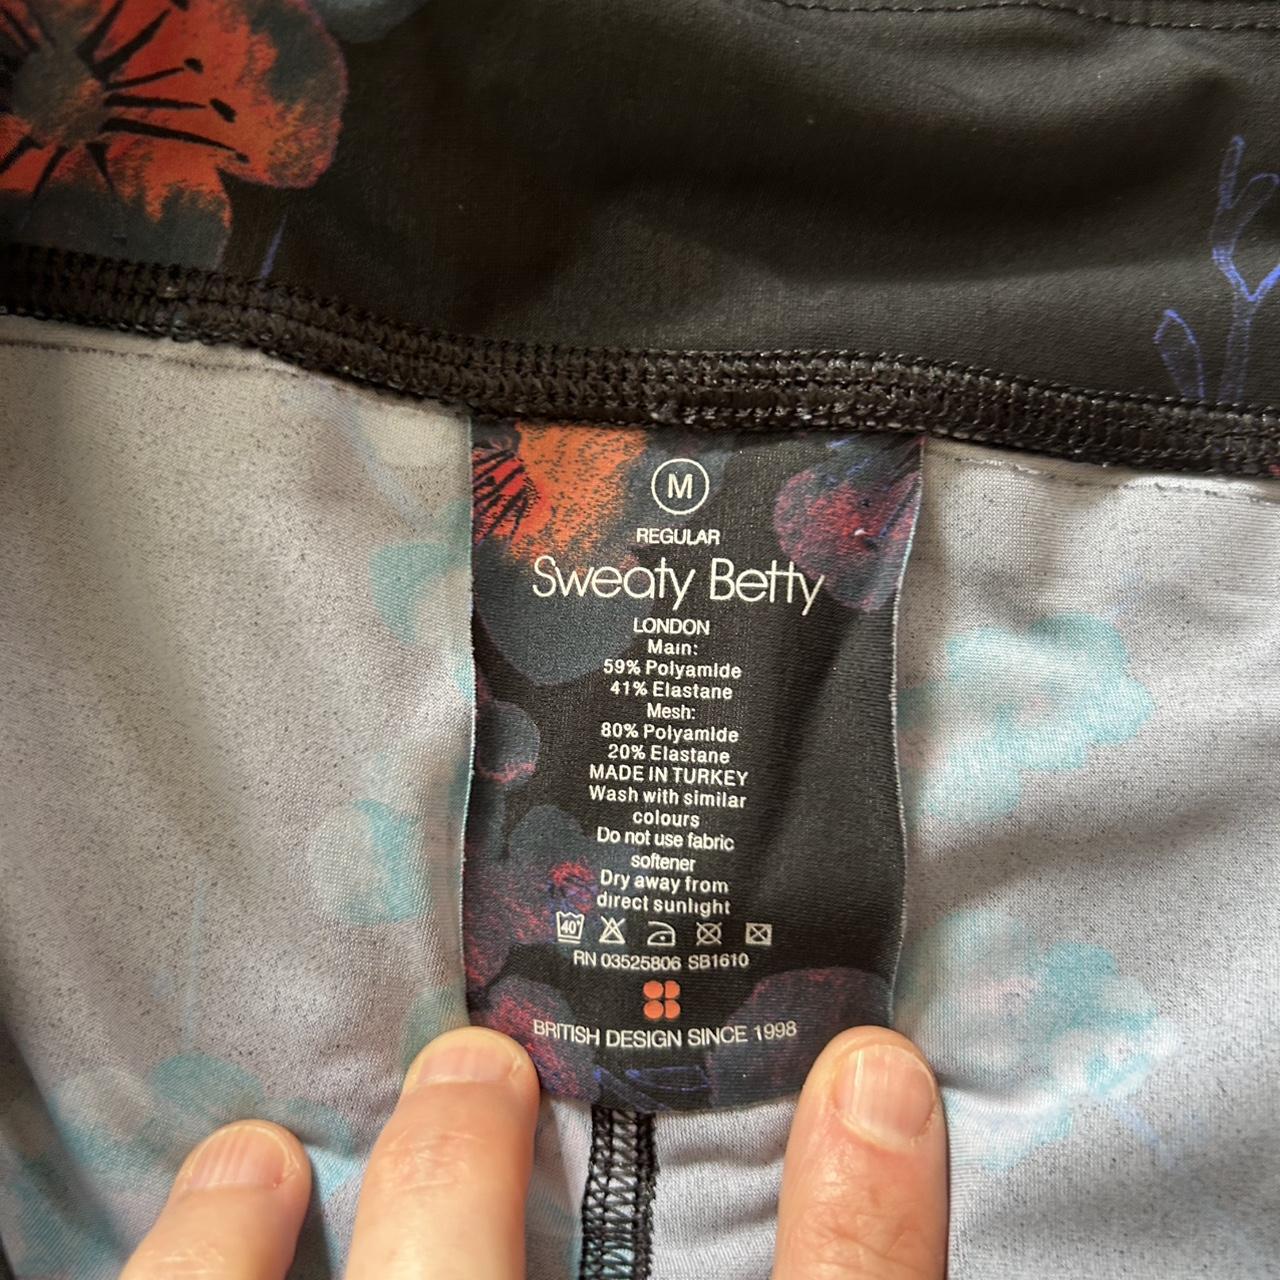 M
REGULAR
Sweaty Betty
LONDON
Main:
59% Polyamide
41% Elastane
Mesh:
80% Polyamide
20% Elastane
MADE IN TURKEY
Wash with similar
colours
Do not use fabric
softener
Dry away from
direct sunlight
40°
RN 03525806 SB1610
BRITISH DESIGN SINCE 1998